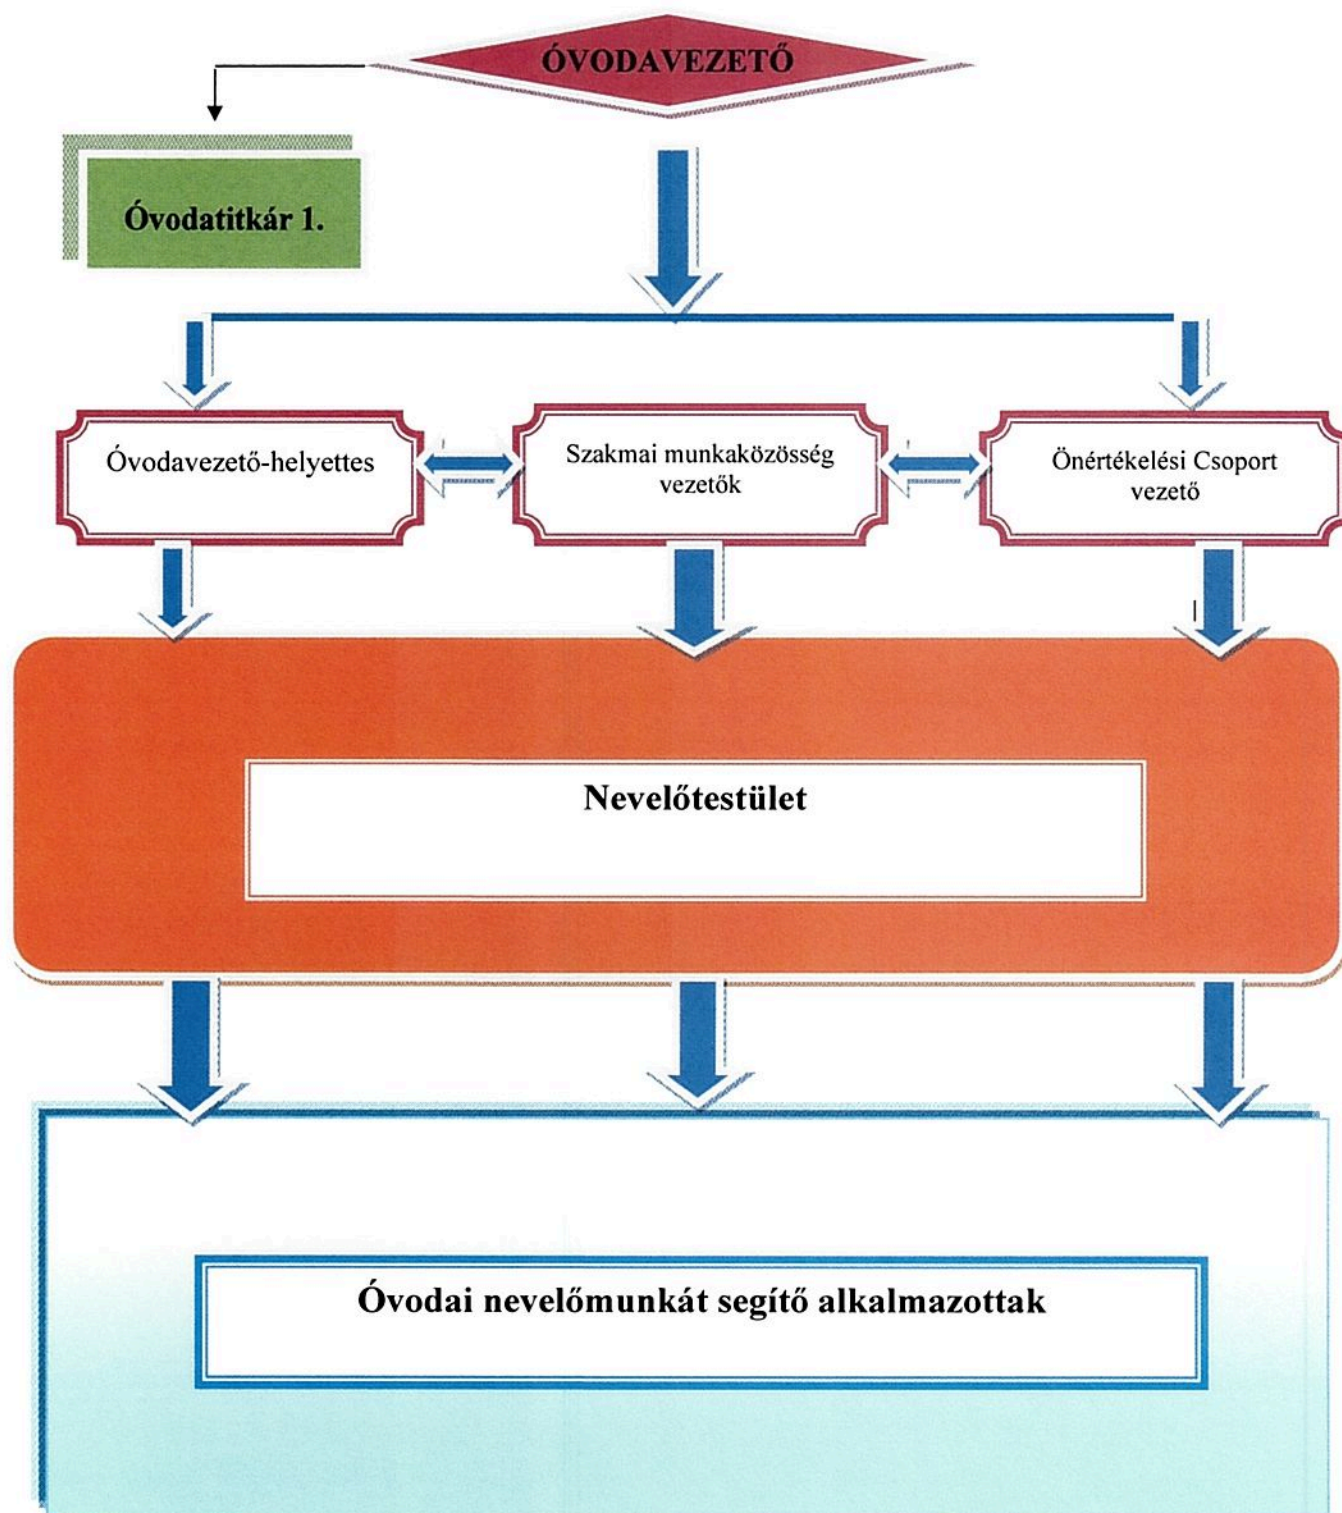 ÓVODAVEZETŐ
Óvodatitkár 1.
Óvodavezető-helyettes
Szakmai munkaközösség
vezetők
Önértékelési Csoport
vezető
Nevelőtestület
Óvodai nevelőmunkát segítő alkalmazottak